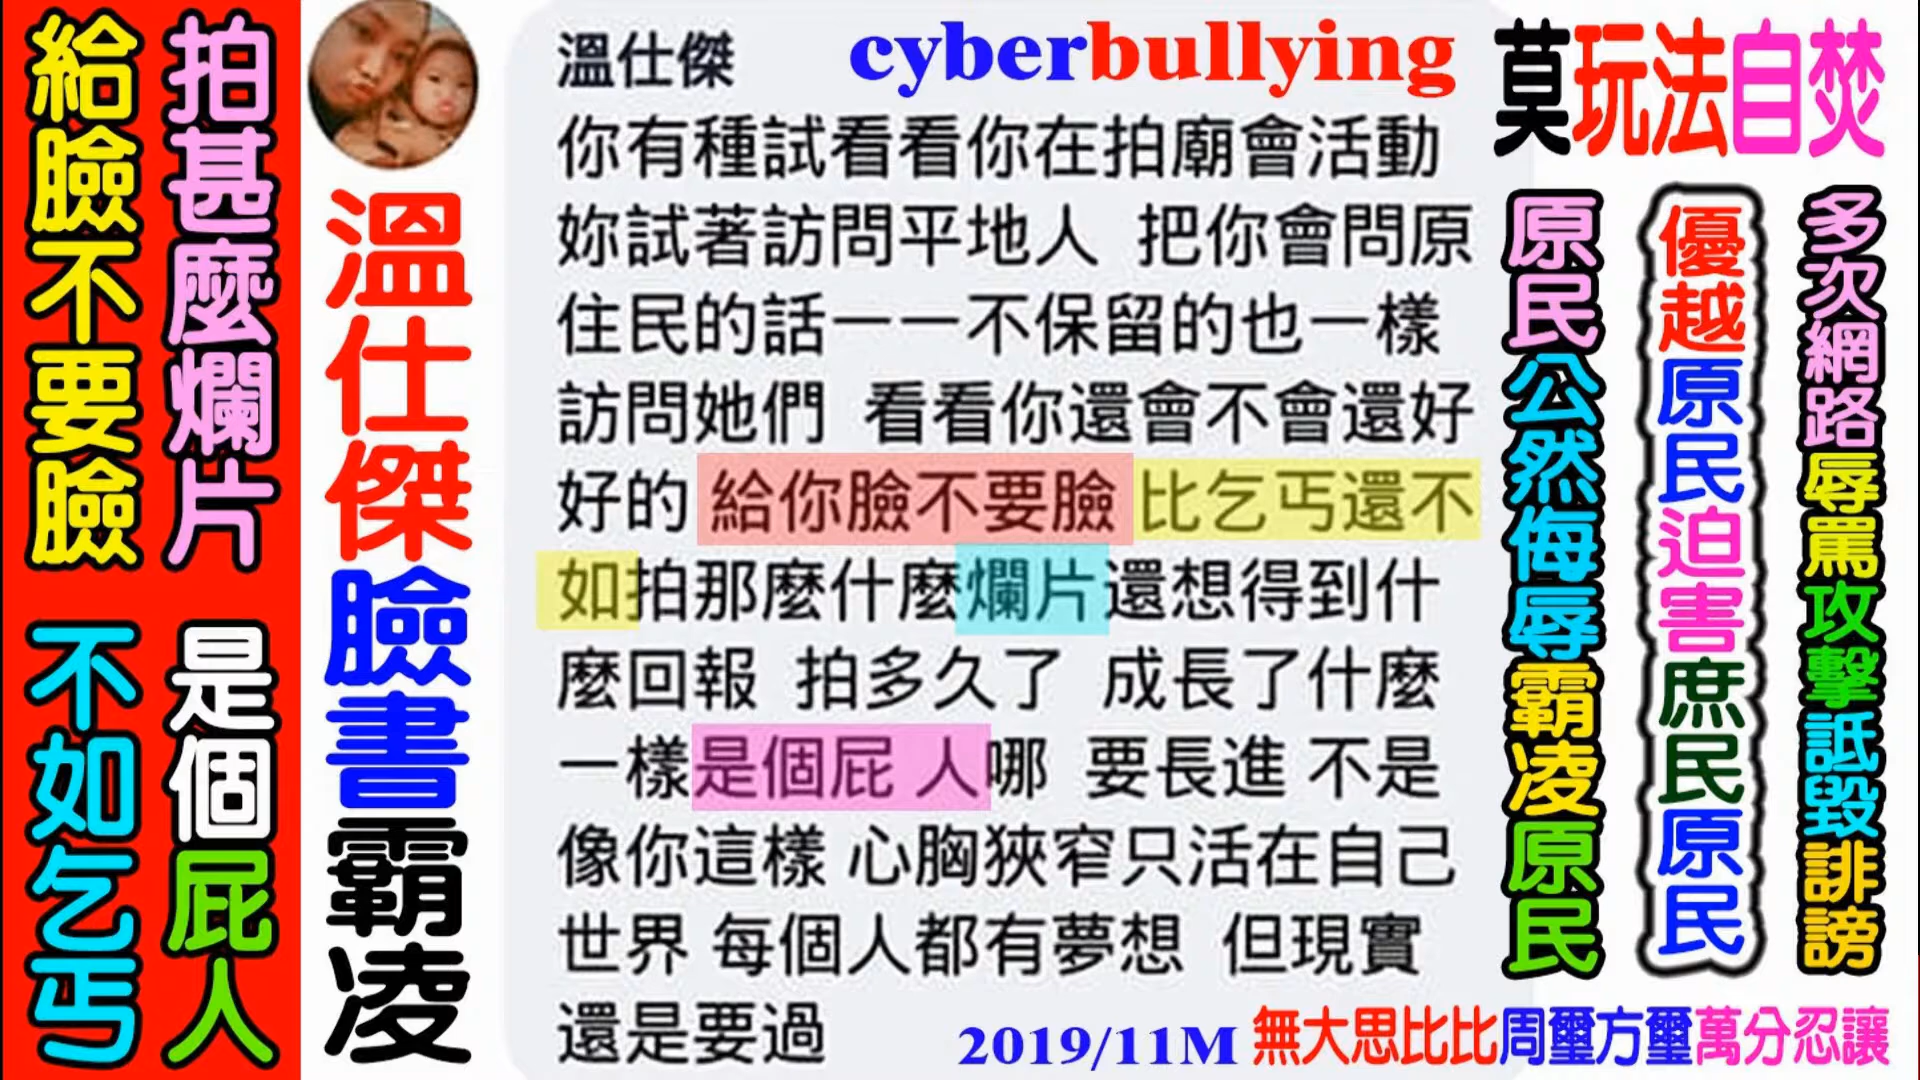 給臉不要臉 不如乞丐
拍甚麼爛片 是個屁人
溫仕傑臉書霸凌
溫仕傑
cyberbullying
你有種試看看你在拍廟會活動
妳試著訪問平地人 把你會問原
住民的話一一不保留的也一樣
訪問她們 看看你還會不會還好
好的 給你臉不要臉 比乞丐還不
如拍那麼什麼爛片還想得到什
麼回報 拍多久了 成長了什麼
一樣是個屁 人哪 要長進 不是
像你這樣 心胸狹窄只活在自己
世界 每個人都有夢想 但現實
還是要過
莫玩法自焚
原民公然侮辱霸凌原民
優越原民迫害庶民原民
多次網路辱罵攻擊詆毀誹謗
2019/11M 無大思比比周璽方璽萬分忍讓